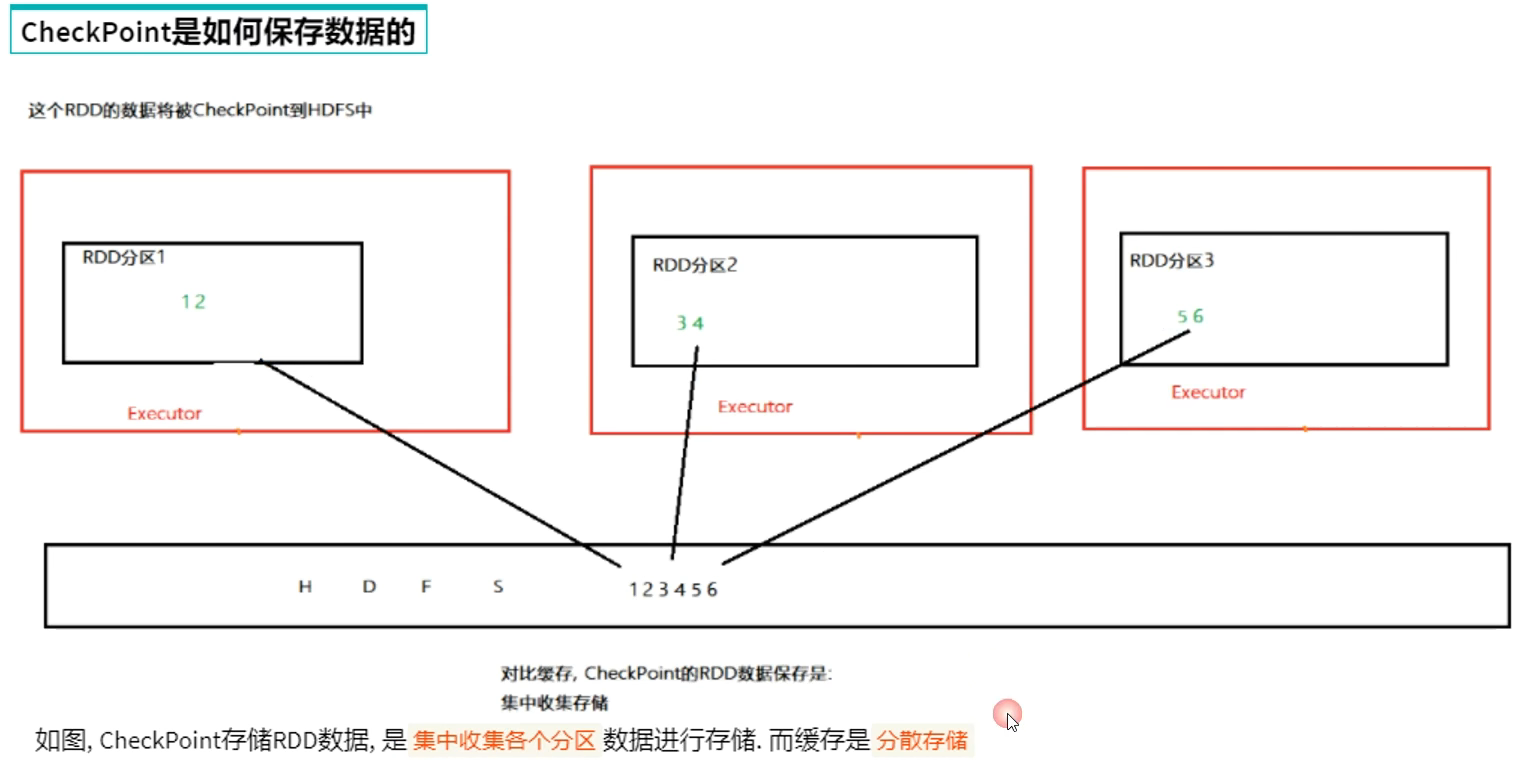 CheckPoint是如何保存数据的
这个RDD的数据将被CheckPoint到HDFS中
RDD分区1
1 2
Executor
RDD分区2
3 4
Executor
RDD分区3
5 6
Executor
H D F S 1 2 3 4 5 6
对比缓存, CheckPoint的RDD数据保存是:
集中收集存储
如图, CheckPoint存储RDD数据, 是 集中收集各个分区 数据进行存储. 而缓存是 分散存储